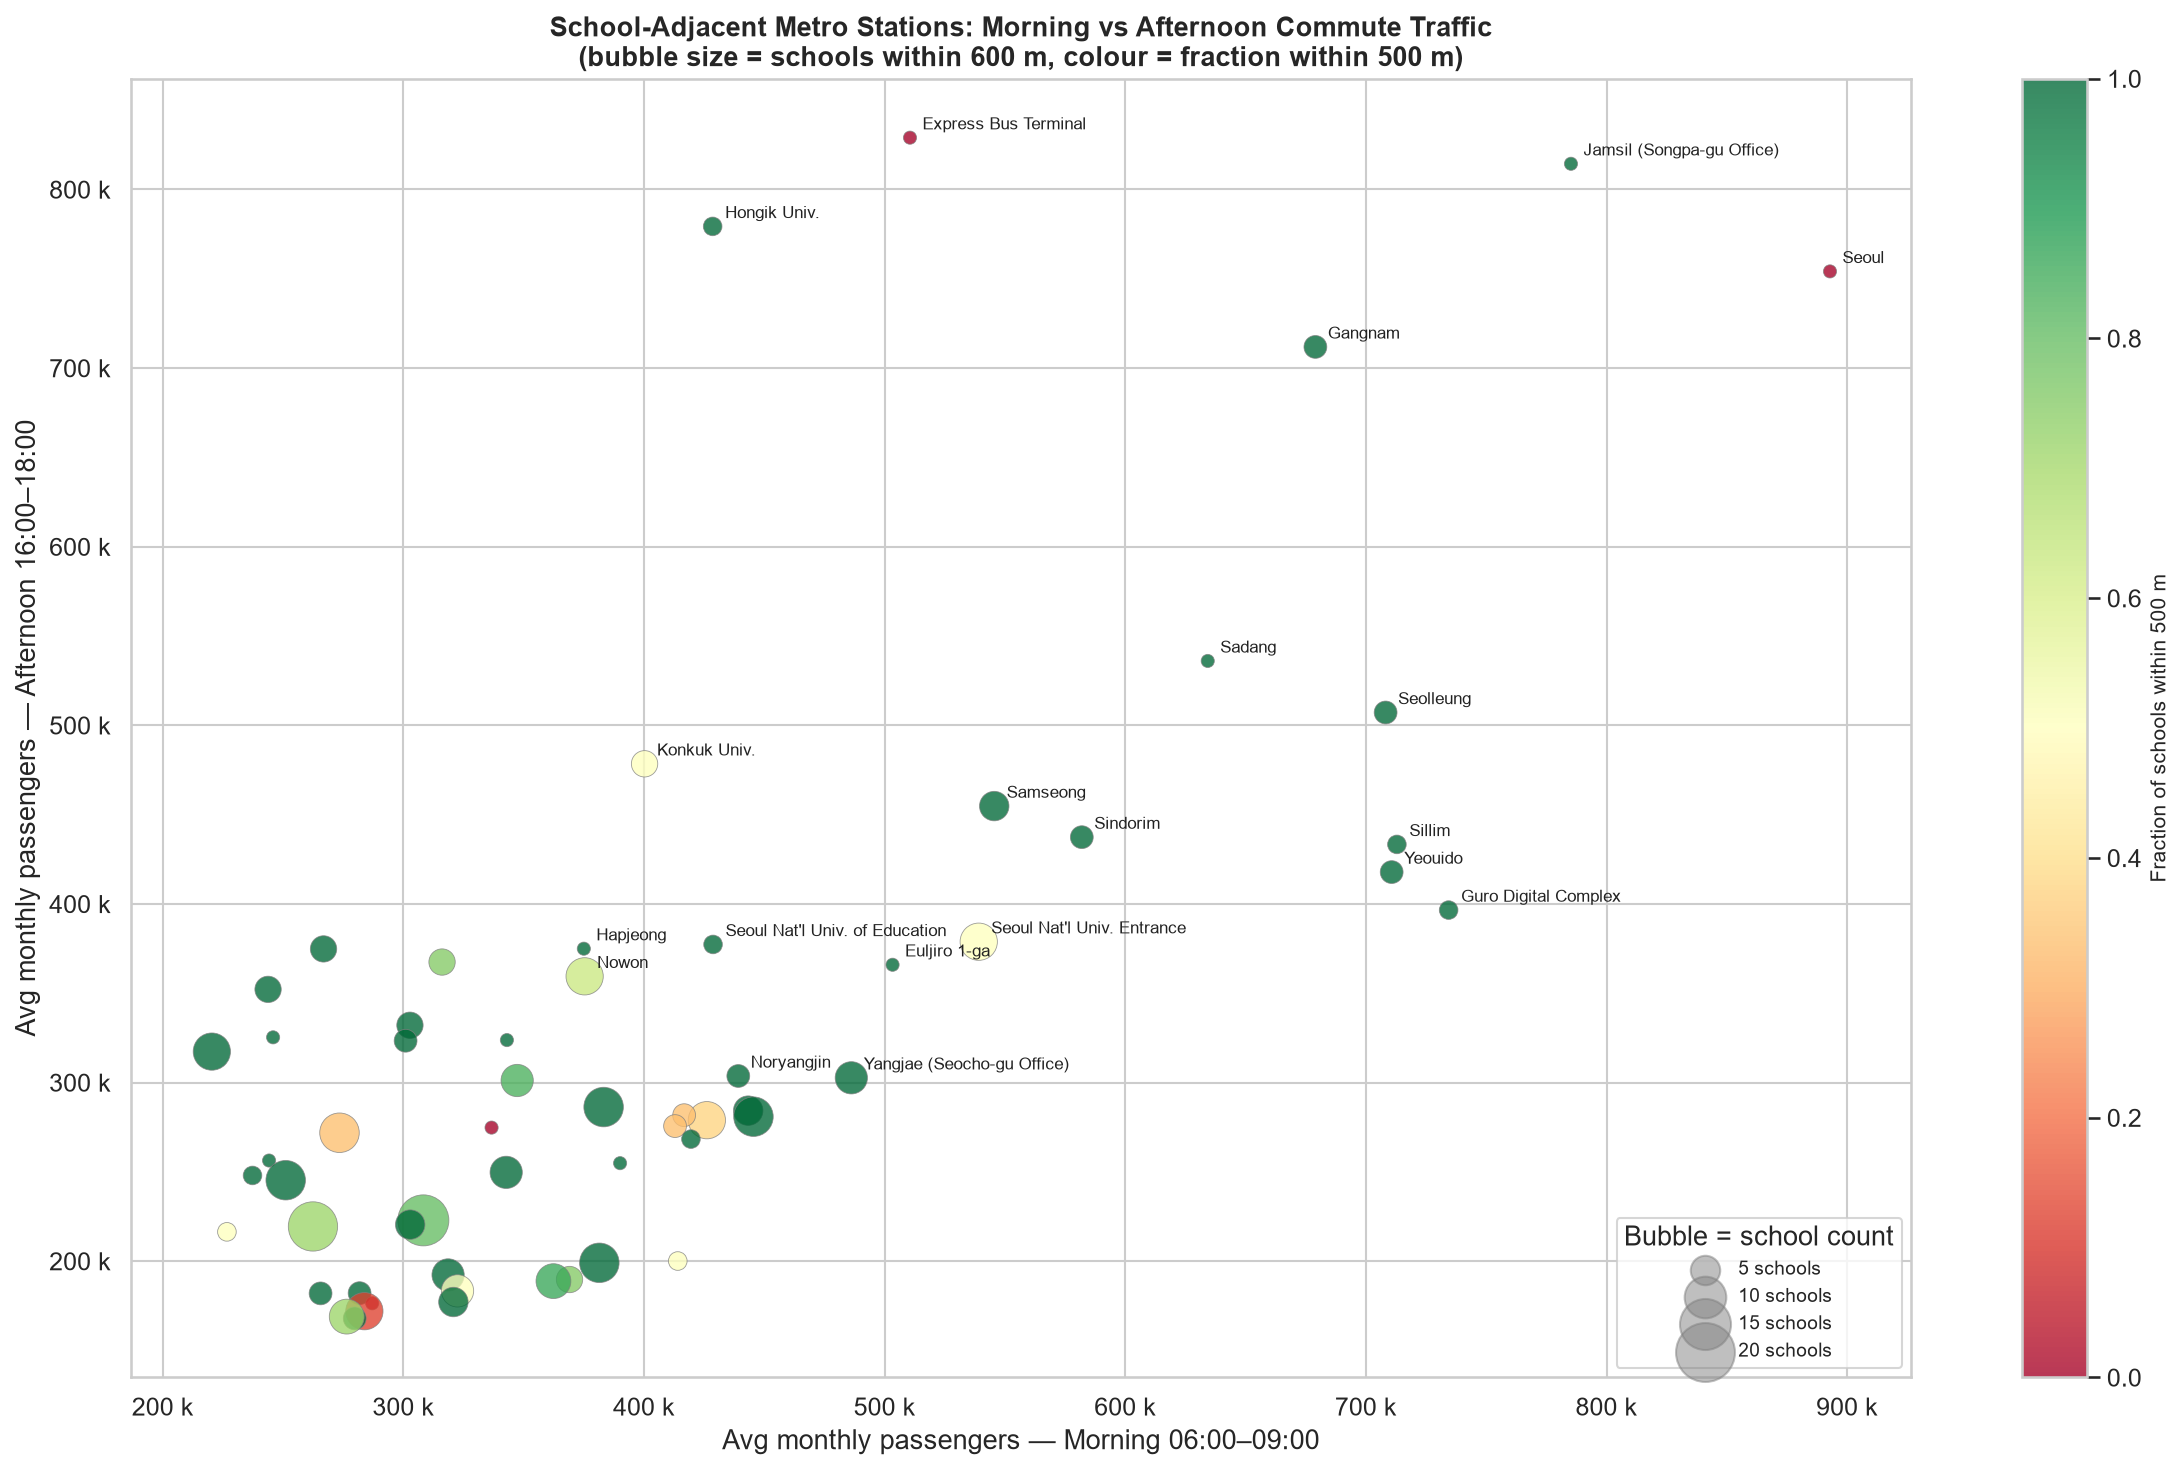 School-Adjacent Metro Stations: Morning vs Afternoon Commute Traffic
(bubble size = schools within 600 m, colour = fraction within 500 m)
Express Bus Terminal
Jamsil (Songpa-gu Office)
Hongik Univ.
Seoul
Gangnam
Sadang
Seolleung
Konkuk Univ.
Samseong
Sindorim
Sillim
Yeouido
Guro Digital Complex
Hapjeong
Seoul Nat'l Univ. of Education
Seoul Nat'l Univ. Entrance
Euljiro 1-ga
Nowon
Noryangjin
Yangjae (Seocho-gu Office)
800 k
700 k
600 k
500 k
400 k
300 k
200 k
Avg monthly passengers — Afternoon 16:00–18:00
200 k
300 k
400 k
500 k
600 k
700 k
800 k
900 k
Avg monthly passengers — Morning 06:00–09:00
Bubble = school count
5 schools
10 schools
15 schools
20 schools
1.0
0.8
0.6
0.4
0.2
0.0
Fraction of schools within 500 m